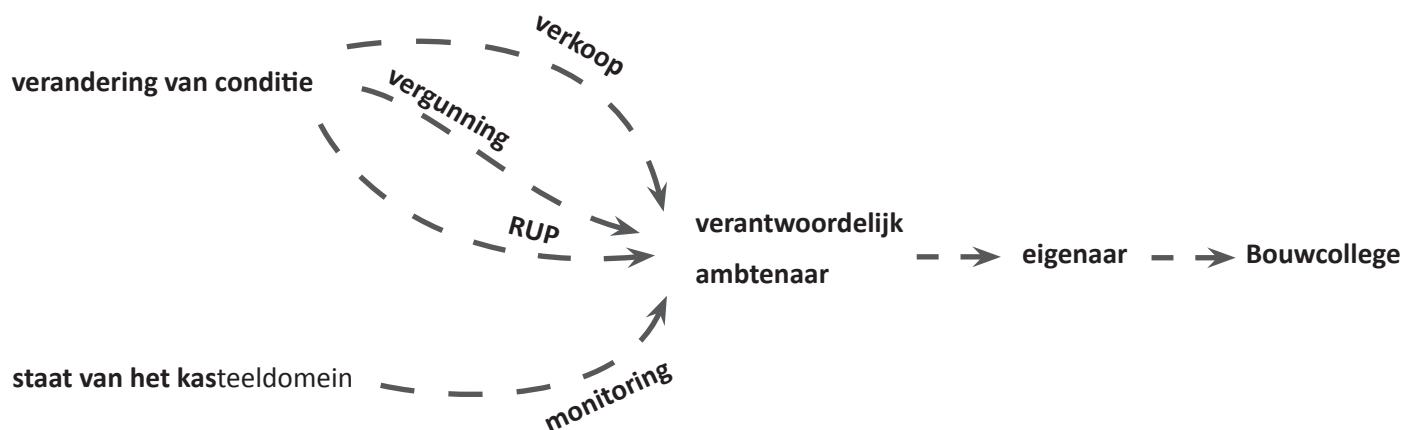 verkoop
verandering van conditie
vergunning
RUP
verantwoordelijk
ambtenaar
eigenaar
Bouwcollege
staat van het kasteeldomein
monitoring